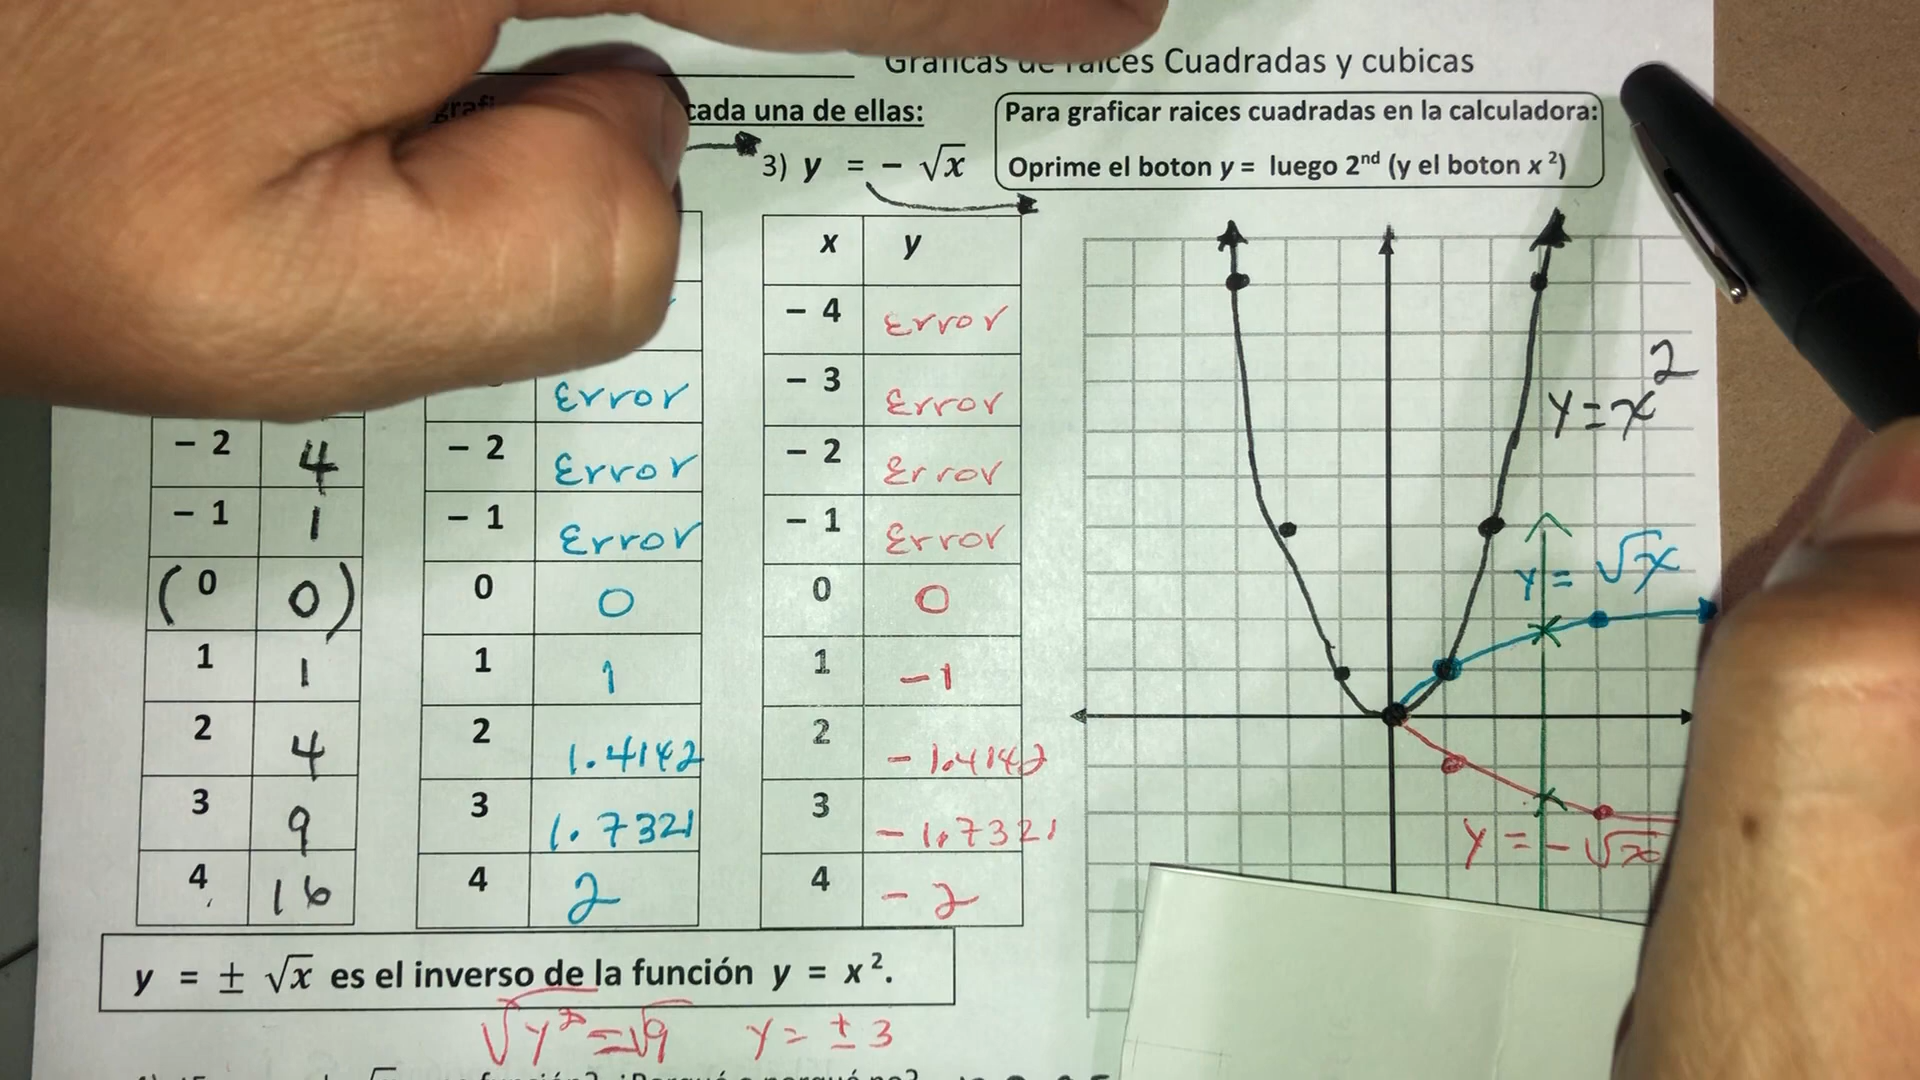 Graficas de raices Cuadradas y cubicas
cada una de ellas:
Para graficar raices cuadradas en la calculadora:
Oprime el boton y = luego 2nd (y el boton x²)
3) y = - √x
- 2 4
- 1 1
(0 0)
1 1
2 4
3 9
4 16
Error
- 2 Error
- 1 Error
0 0
1 1
2 1.4142
3 1.7321
4 2
x y
- 4 Error
- 3 Error
- 2 Error
- 1 Error
0 0
1 -1
2 -1.4142
3 -1.7321
4 -2
y = x²
y = √x
y = -√x
y = ± √x es el inverso de la función y = x².
√y² = √9 y = ± 3